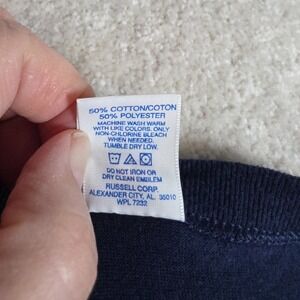 50% COTTON/COTON
50% POLYESTER
MACHINE WASH WARM
WITH LIKE COLORS. ONLY
NON-CHLORINE BLEACH
WHEN NEEDED.
TUMBLE DRY LOW.
DO NOT IRON OR
DRY CLEAN EMBLEM
RUSSELL CORP.
ALEXANDER CITY, AL. 35010
WPL 7232